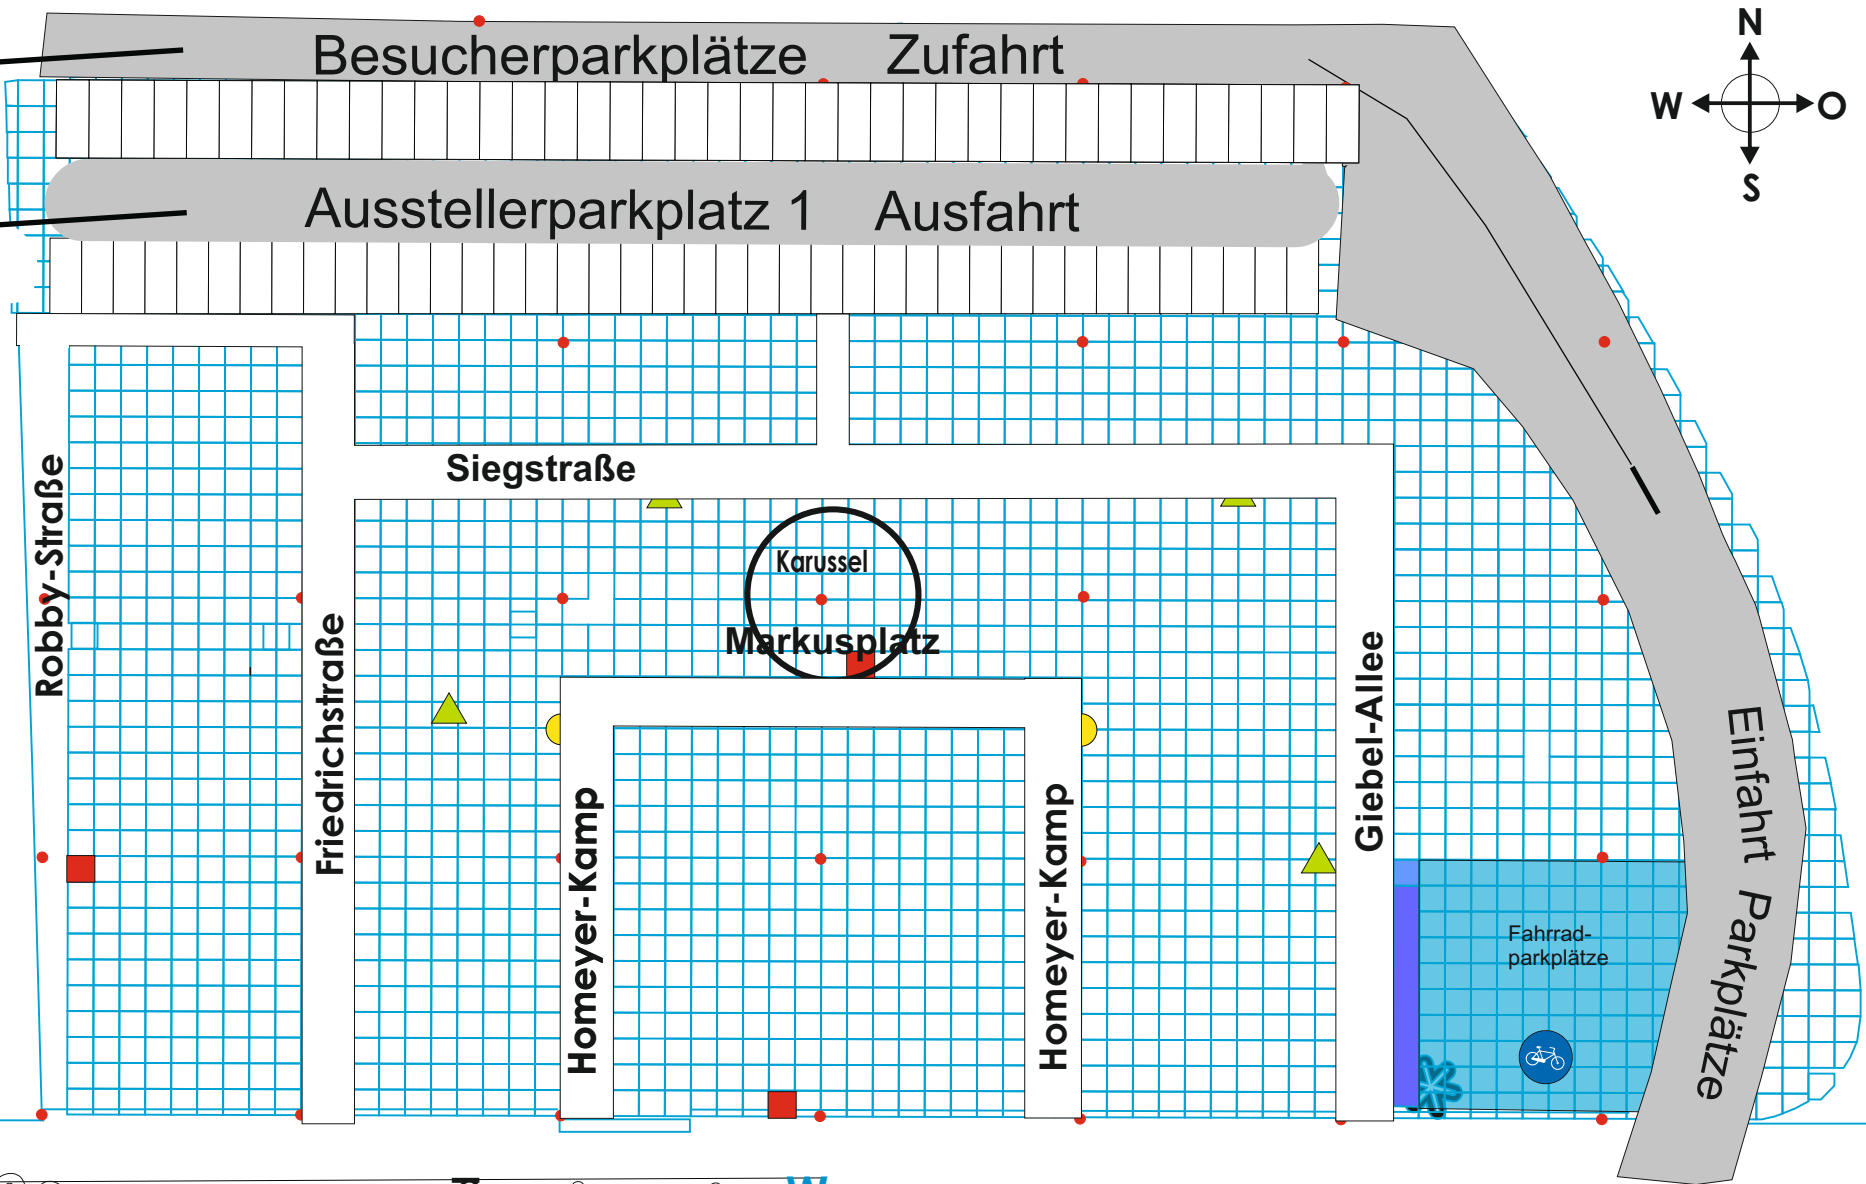 Besucherparkplätze Zufahrt
N
W O
S
Ausstellerparkplatz 1 Ausfahrt
Siegstraße
Robby-Straße
Karussel
Markusplatz
Friedrichstraße
Giebel-Allee
Homeyer-Kamp
Homeyer-Kamp
Einfahrt Parkplätze
Fahrrad-
parkplätze